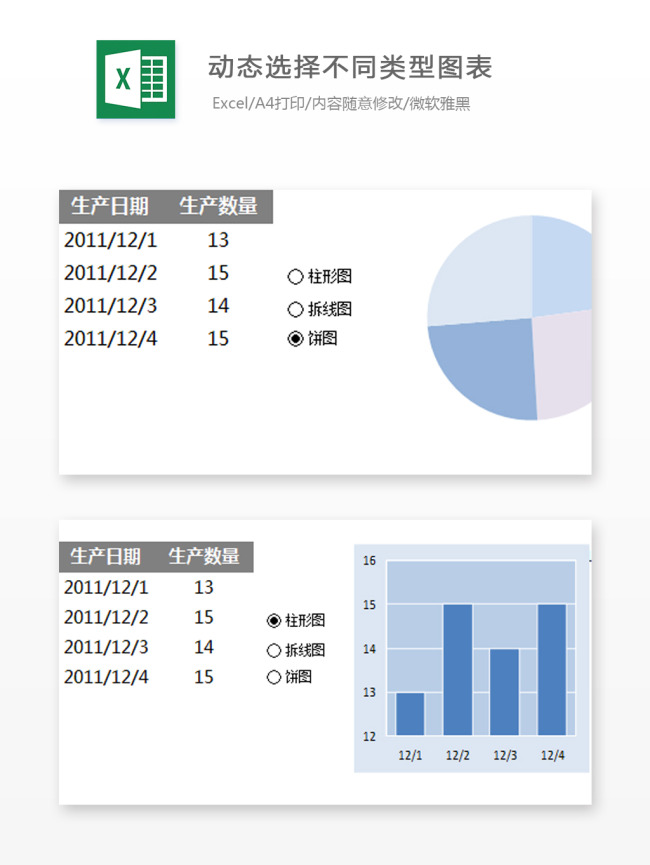 X
动态选择不同类型图表
Excel/A4打印/内容随意修改/微软雅黑
生产日期 生产数量
2011/12/1 13
2011/12/2 15
2011/12/3 14
2011/12/4 15
柱形图
拆线图
饼图
生产日期 生产数量
2011/12/1 13
2011/12/2 15
2011/12/3 14
2011/12/4 15
柱形图
拆线图
饼图
16
15
14
13
12
12/1 12/2 12/3 12/4